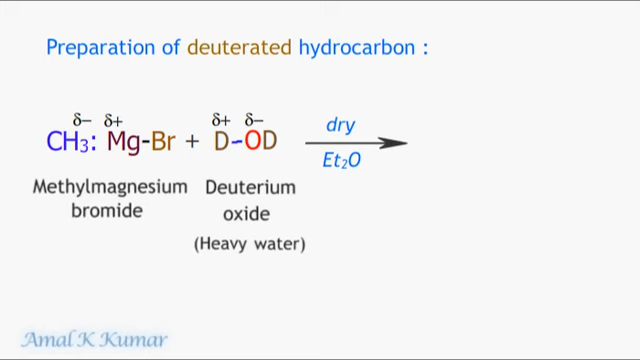 Preparation of deuterated hydrocarbon :
δ− δ+ δ+ δ−
CH₃: Mg-Br + D-OD
dry
Et₂O
Methylmagnesium bromide
Deuterium oxide
(Heavy water)
Amal K Kumar